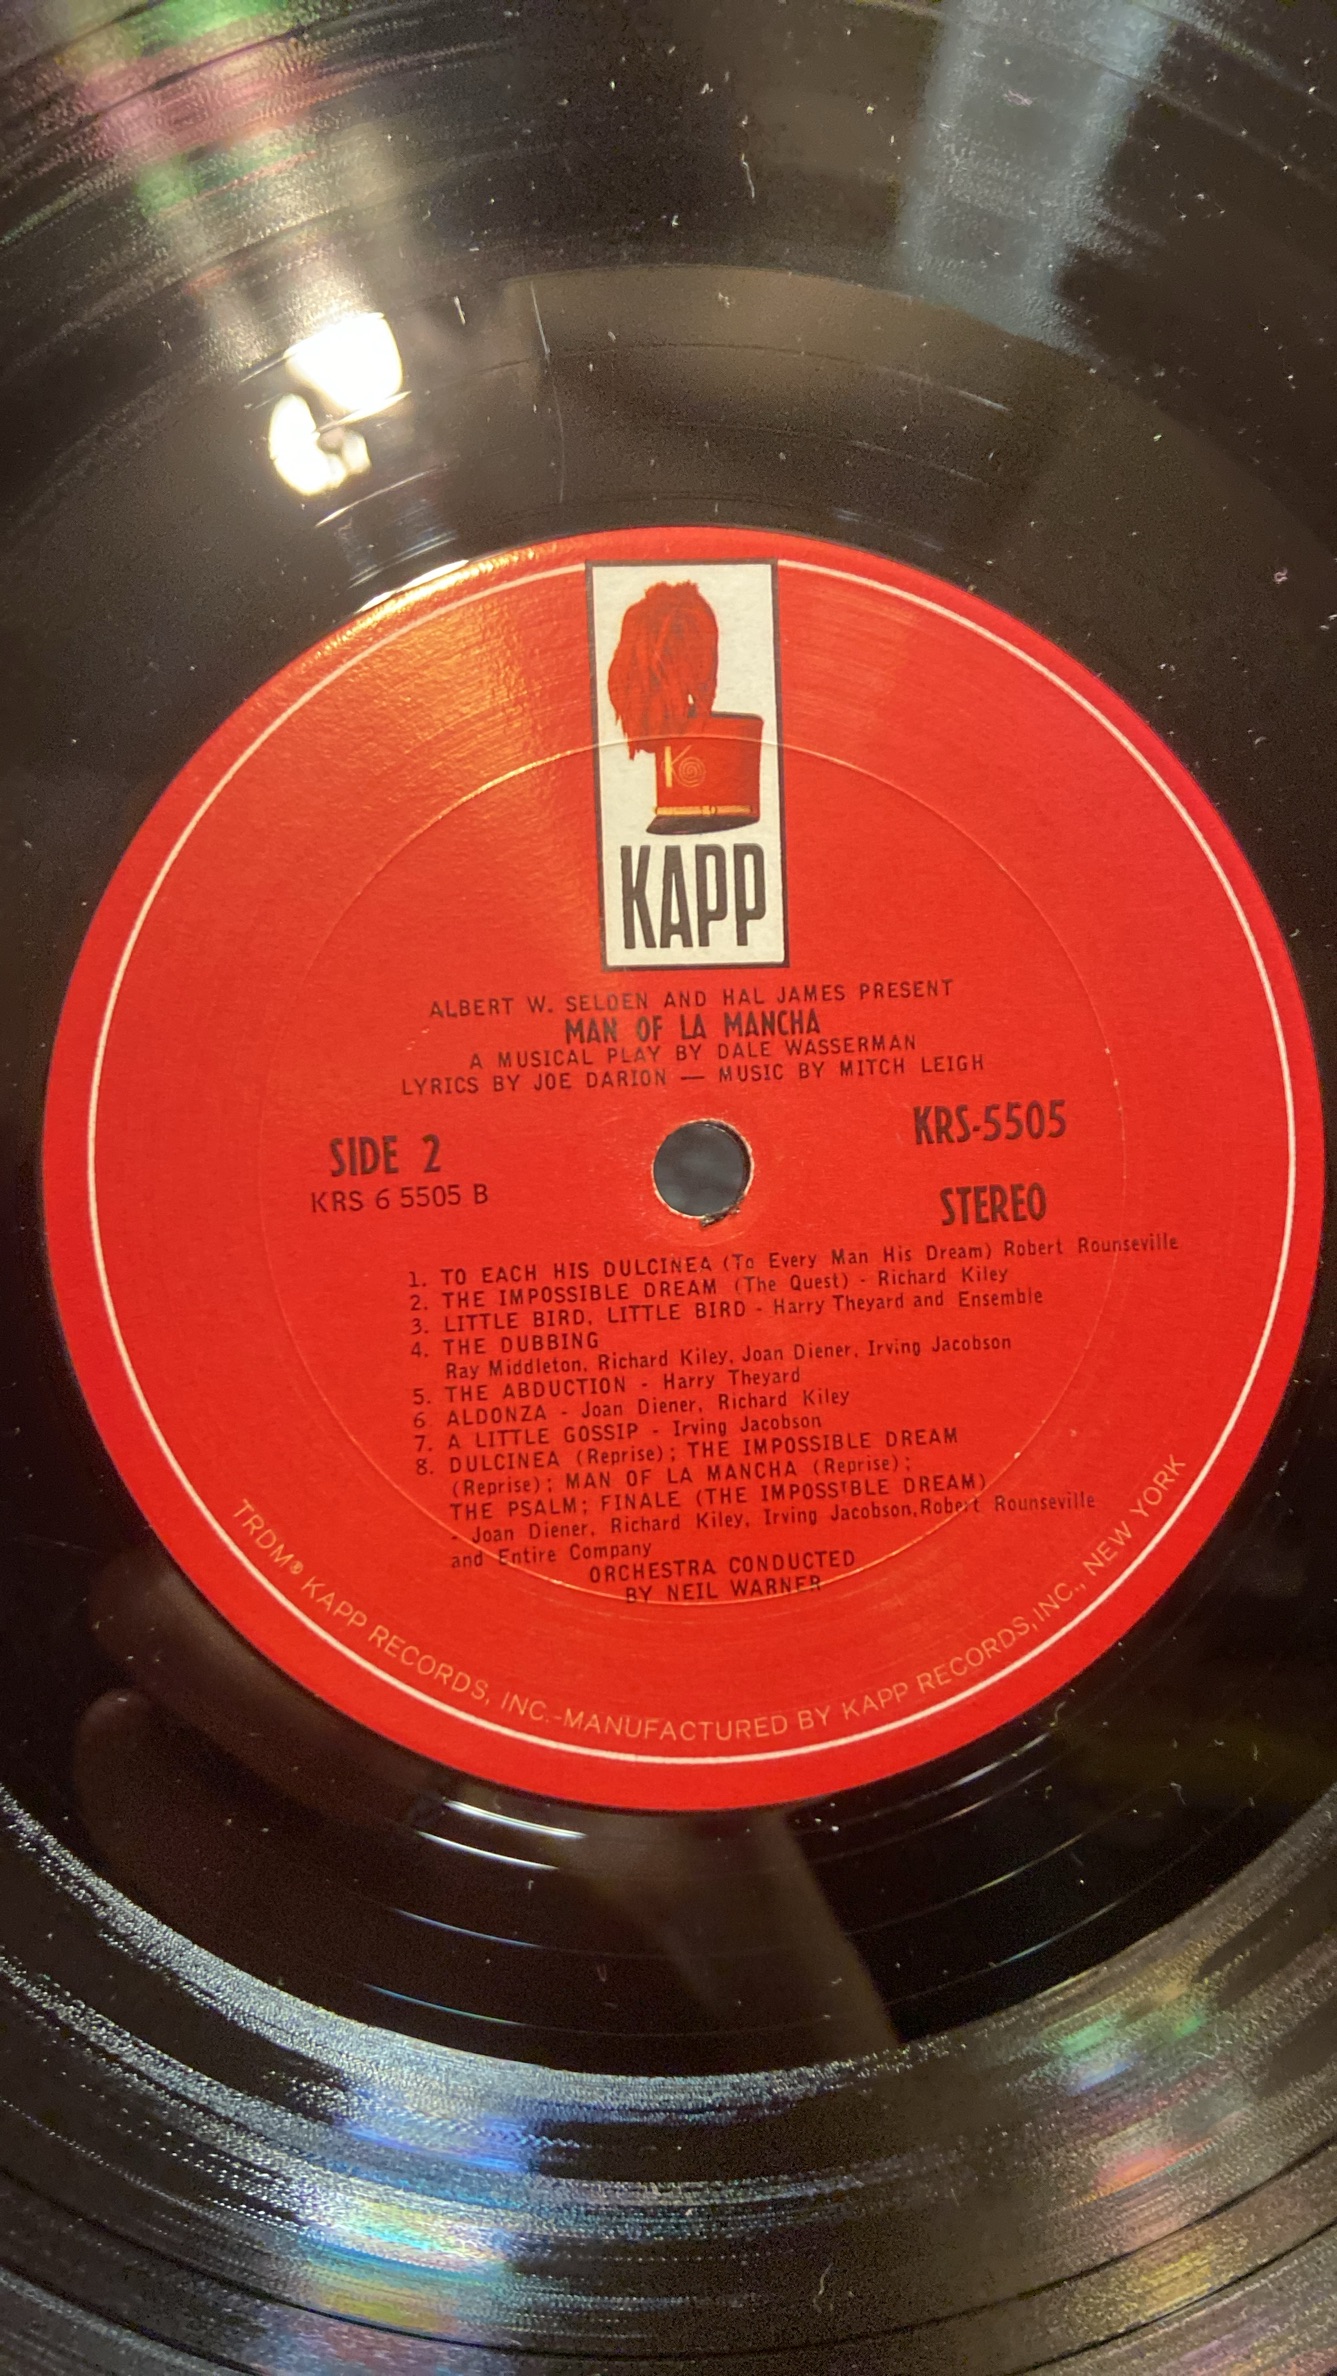 K
KAPP
ALBERT W. SELDEN AND HAL JAMES PRESENT
MAN OF LA MANCHA
A MUSICAL PLAY BY DALE WASSERMAN
LYRICS BY JOE DARION — MUSIC BY MITCH LEIGH
SIDE 2
KRS 6 5505 B
KRS-5505
STEREO
1. TO EACH HIS DULCINEA (To Every Man His Dream) Robert Rounseville
2. THE IMPOSSIBLE DREAM (The Quest) - Richard Kiley
3. LITTLE BIRD, LITTLE BIRD - Harry Theyard and Ensemble
4. THE DUBBING
Ray Middleton, Richard Kiley, Joan Diener, Irving Jacobson
5. THE ABDUCTION - Harry Theyard
6. ALDONZA - Joan Diener, Richard Kiley
7. A LITTLE GOSSIP - Irving Jacobson
8. DULCINEA (Reprise); THE IMPOSSIBLE DREAM
(Reprise); MAN OF LA MANCHA (Reprise);
THE PSALM; FINALE (THE IMPOSSIBLE DREAM)
- Joan Diener, Richard Kiley, Irving Jacobson, Robert Rounseville
and Entire Company
ORCHESTRA CONDUCTED
BY NEIL WARNER
TRDM® KAPP RECORDS, INC.-MANUFACTURED BY KAPP RECORDS, INC., NEW YORK